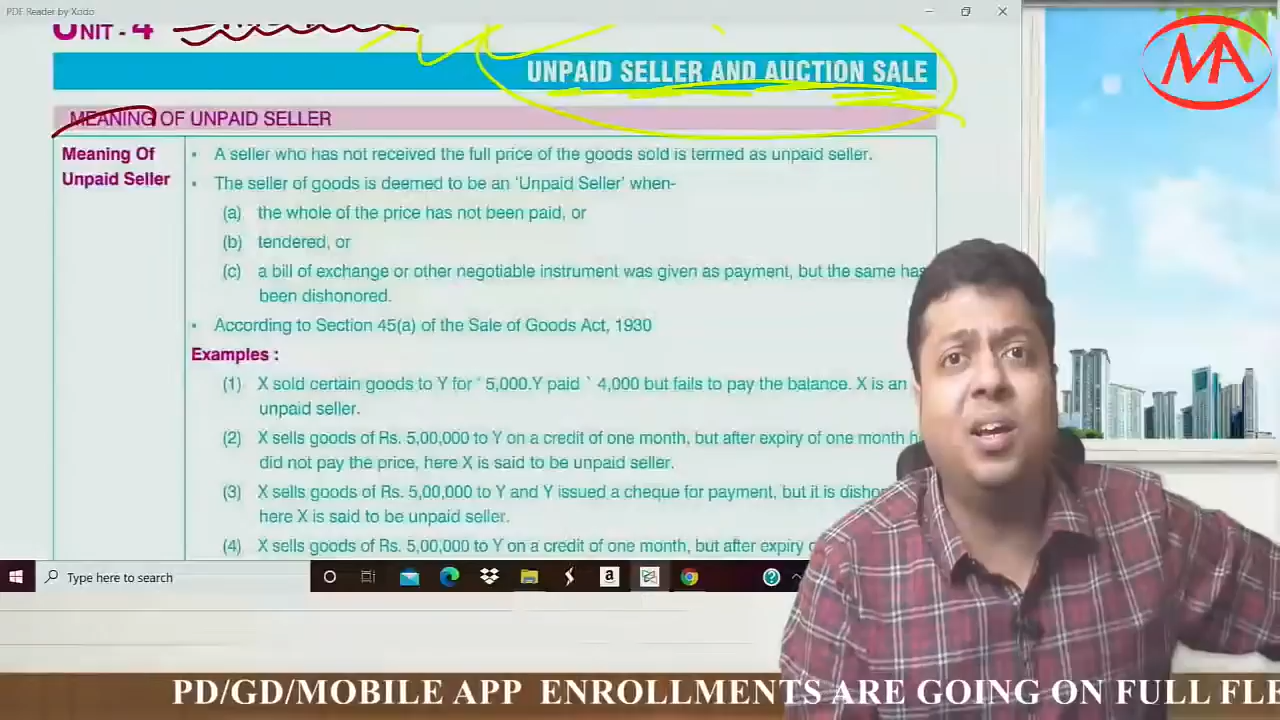 PDF Reader by Xodo
UNIT - 4
UNPAID SELLER AND AUCTION SALE
MEANING OF UNPAID SELLER
Meaning Of
Unpaid Seller
• A seller who has not received the full price of the goods sold is termed as unpaid seller.
• The seller of goods is deemed to be an ‘Unpaid Seller’ when-
(a) the whole of the price has not been paid, or
(b) tendered, or
(c) a bill of exchange or other negotiable instrument was given as payment, but the same has
been dishonored.
• According to Section 45(a) of the Sale of Goods Act, 1930
Examples :
(1) X sold certain goods to Y for ‘ 5,000.Y paid ` 4,000 but fails to pay the balance. X is an
unpaid seller.
(2) X sells goods of Rs. 5,00,000 to Y on a credit of one month, but after expiry of one month
did not pay the price, here X is said to be unpaid seller.
(3) X sells goods of Rs. 5,00,000 to Y and Y issued a cheque for payment, but it is
here X is said to be unpaid seller.
(4) X sells goods of Rs. 5,00,000 to Y on a credit of one month, but after expiry
Type here to search
MA
PD/GD/MOBILE APP ENROLLMENTS ARE GOING ON FULL FLE